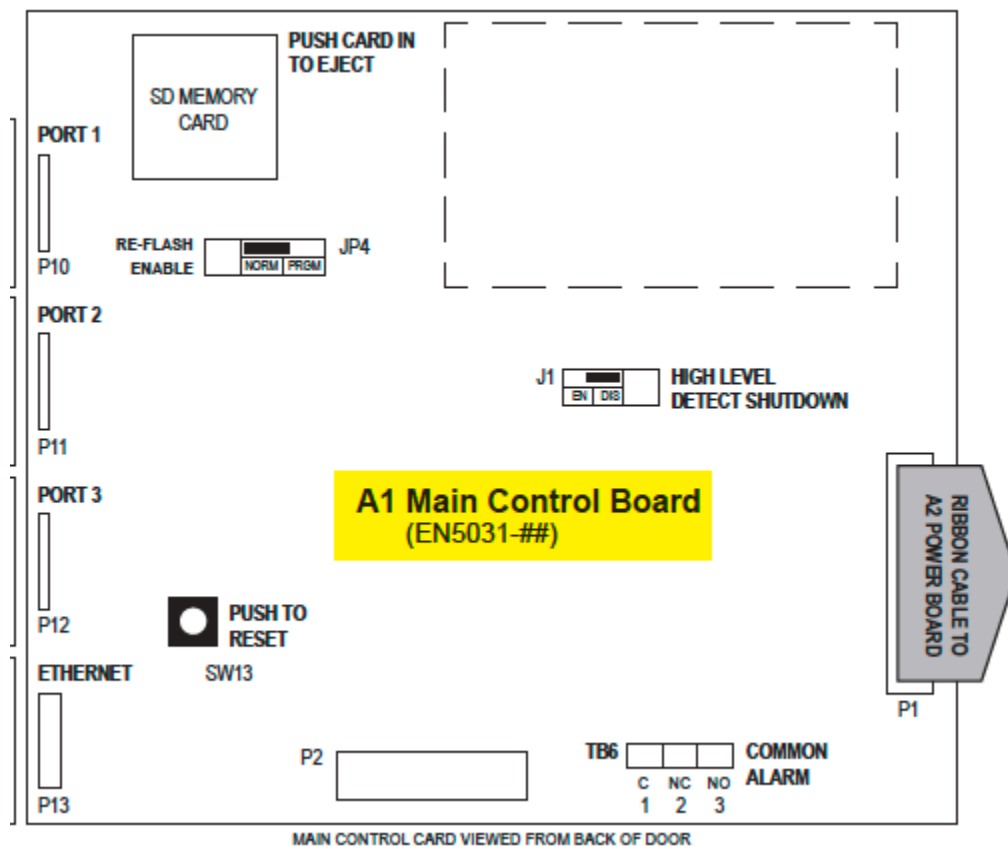 PUSH CARD IN
TO EJECT
SD MEMORY
CARD
PORT 1
P10
RE-FLASH
ENABLE
NORM PRGM
JP4
PORT 2
P11
J1
EN DIS
HIGH LEVEL
DETECT SHUTDOWN
A1 Main Control Board
(EN5031-##)
RIBBON CABLE TO
A2 POWER BOARD
P1
PORT 3
P12
PUSH TO
RESET
SW13
ETHERNET
P13
P2
TB6
COMMON
ALARM
C NC NO
1 2 3
MAIN CONTROL CARD VIEWED FROM BACK OF DOOR